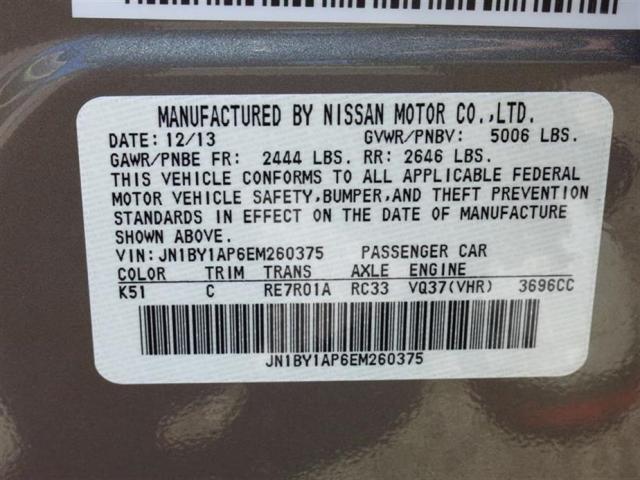 MANUFACTURED BY NISSAN MOTOR CO.,LTD.
DATE: 12/13 GVWR/PNBV: 5006 LBS.
GAWR/PNBE FR: 2444 LBS. RR: 2646 LBS.
THIS VEHICLE CONFORMS TO ALL APPLICABLE FEDERAL
MOTOR VEHICLE SAFETY,BUMPER,AND THEFT PREVENTION
STANDARDS IN EFFECT ON THE DATE OF MANUFACTURE
SHOWN ABOVE.
VIN: JN1BY1AP6EM260375 PASSENGER CAR
COLOR TRIM TRANS AXLE ENGINE
K51 C RE7R01A RC33 VQ37(VHR) 3696CC
JN1BY1AP6EM260375